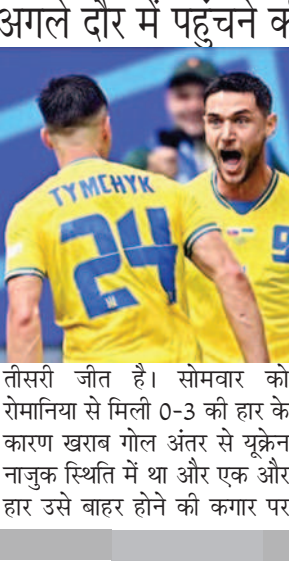 अगले दौर में पहुंचने की
TYMCHYK
24
9
तीसरी जीत है। सोमवार को
रोमानिया से मिली 0-3 की हार के
कारण खराब गोल अंतर से यूक्रेन
नाजुक स्थिति में था और एक और
हार उसे बाहर होने की कगार पर